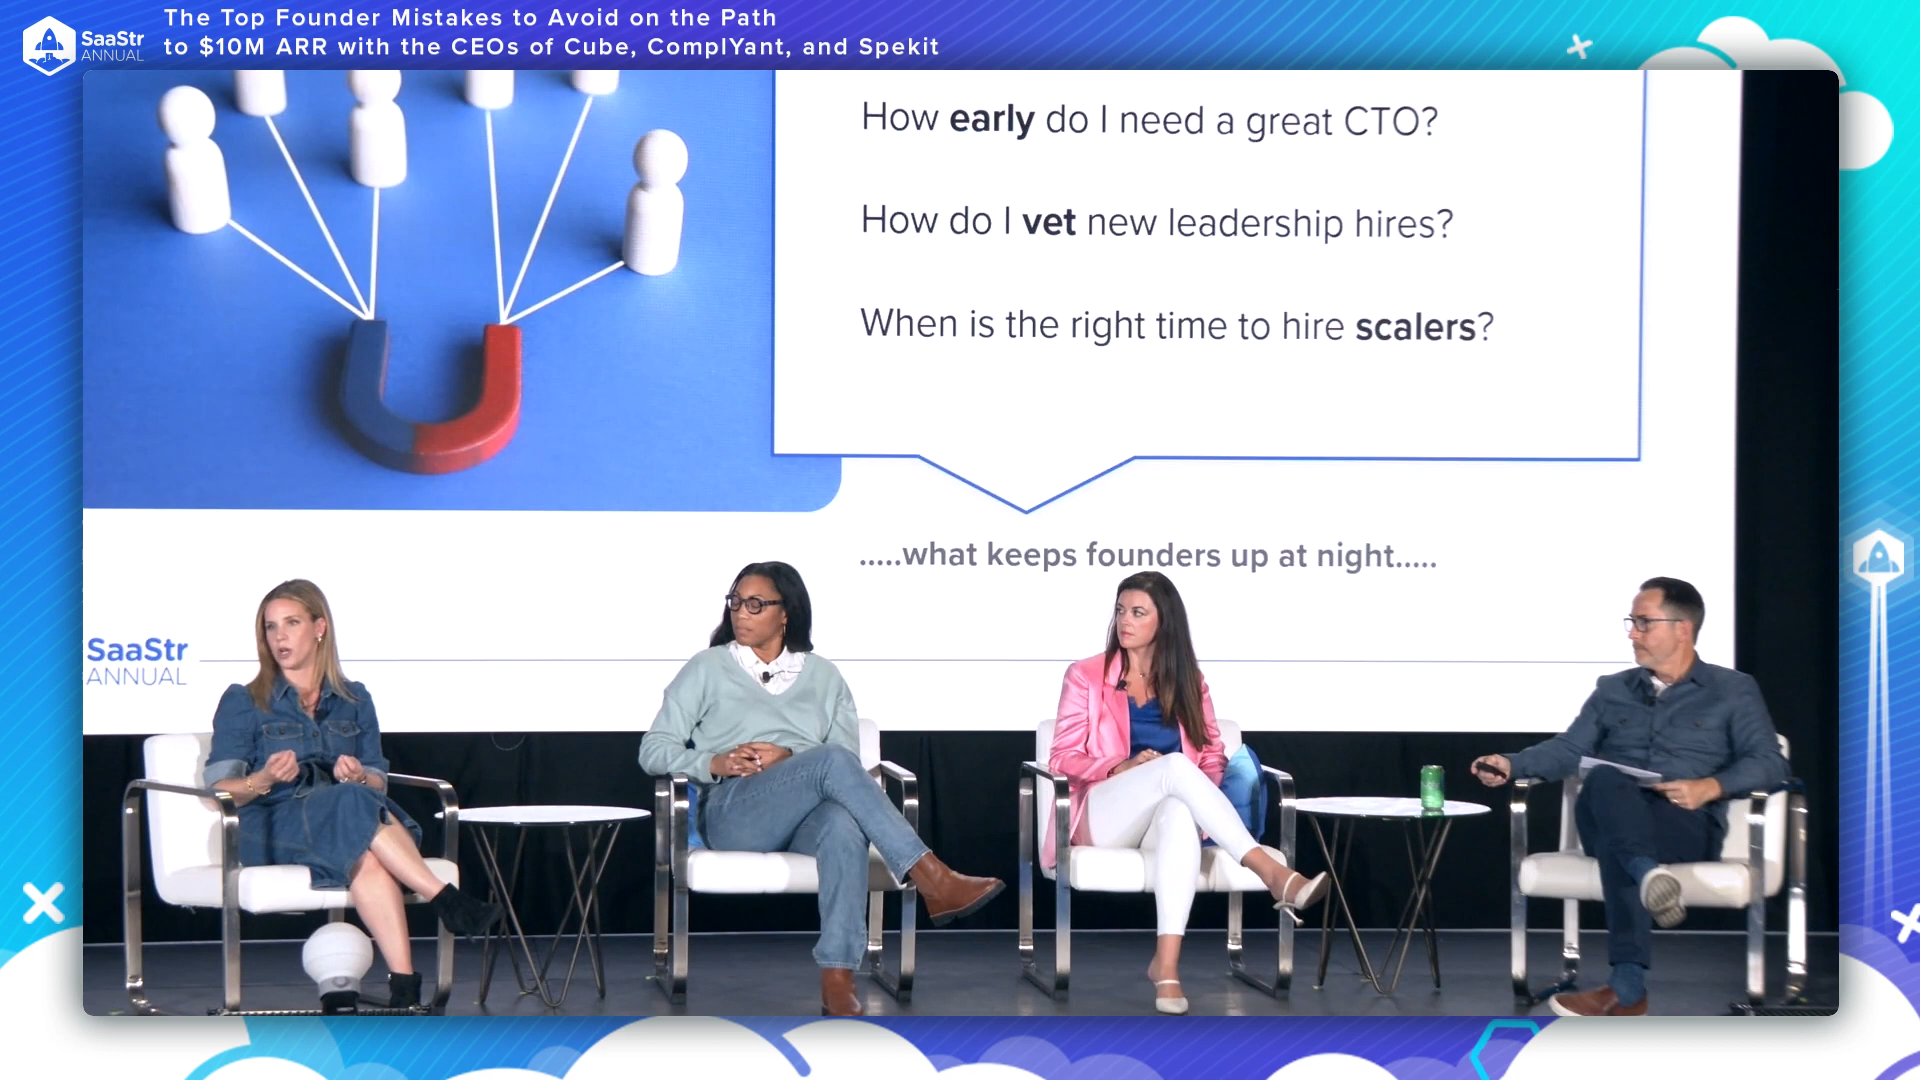 The Top Founder Mistakes to Avoid on the Path
to $10M ARR with the CEOs of Cube, ComplYant, and Spekit
SaaStr
ANNUAL
How early do I need a great CTO?
How do I vet new leadership hires?
When is the right time to hire scalers?
.....what keeps founders up at night.....
SaaStr
ANNUAL